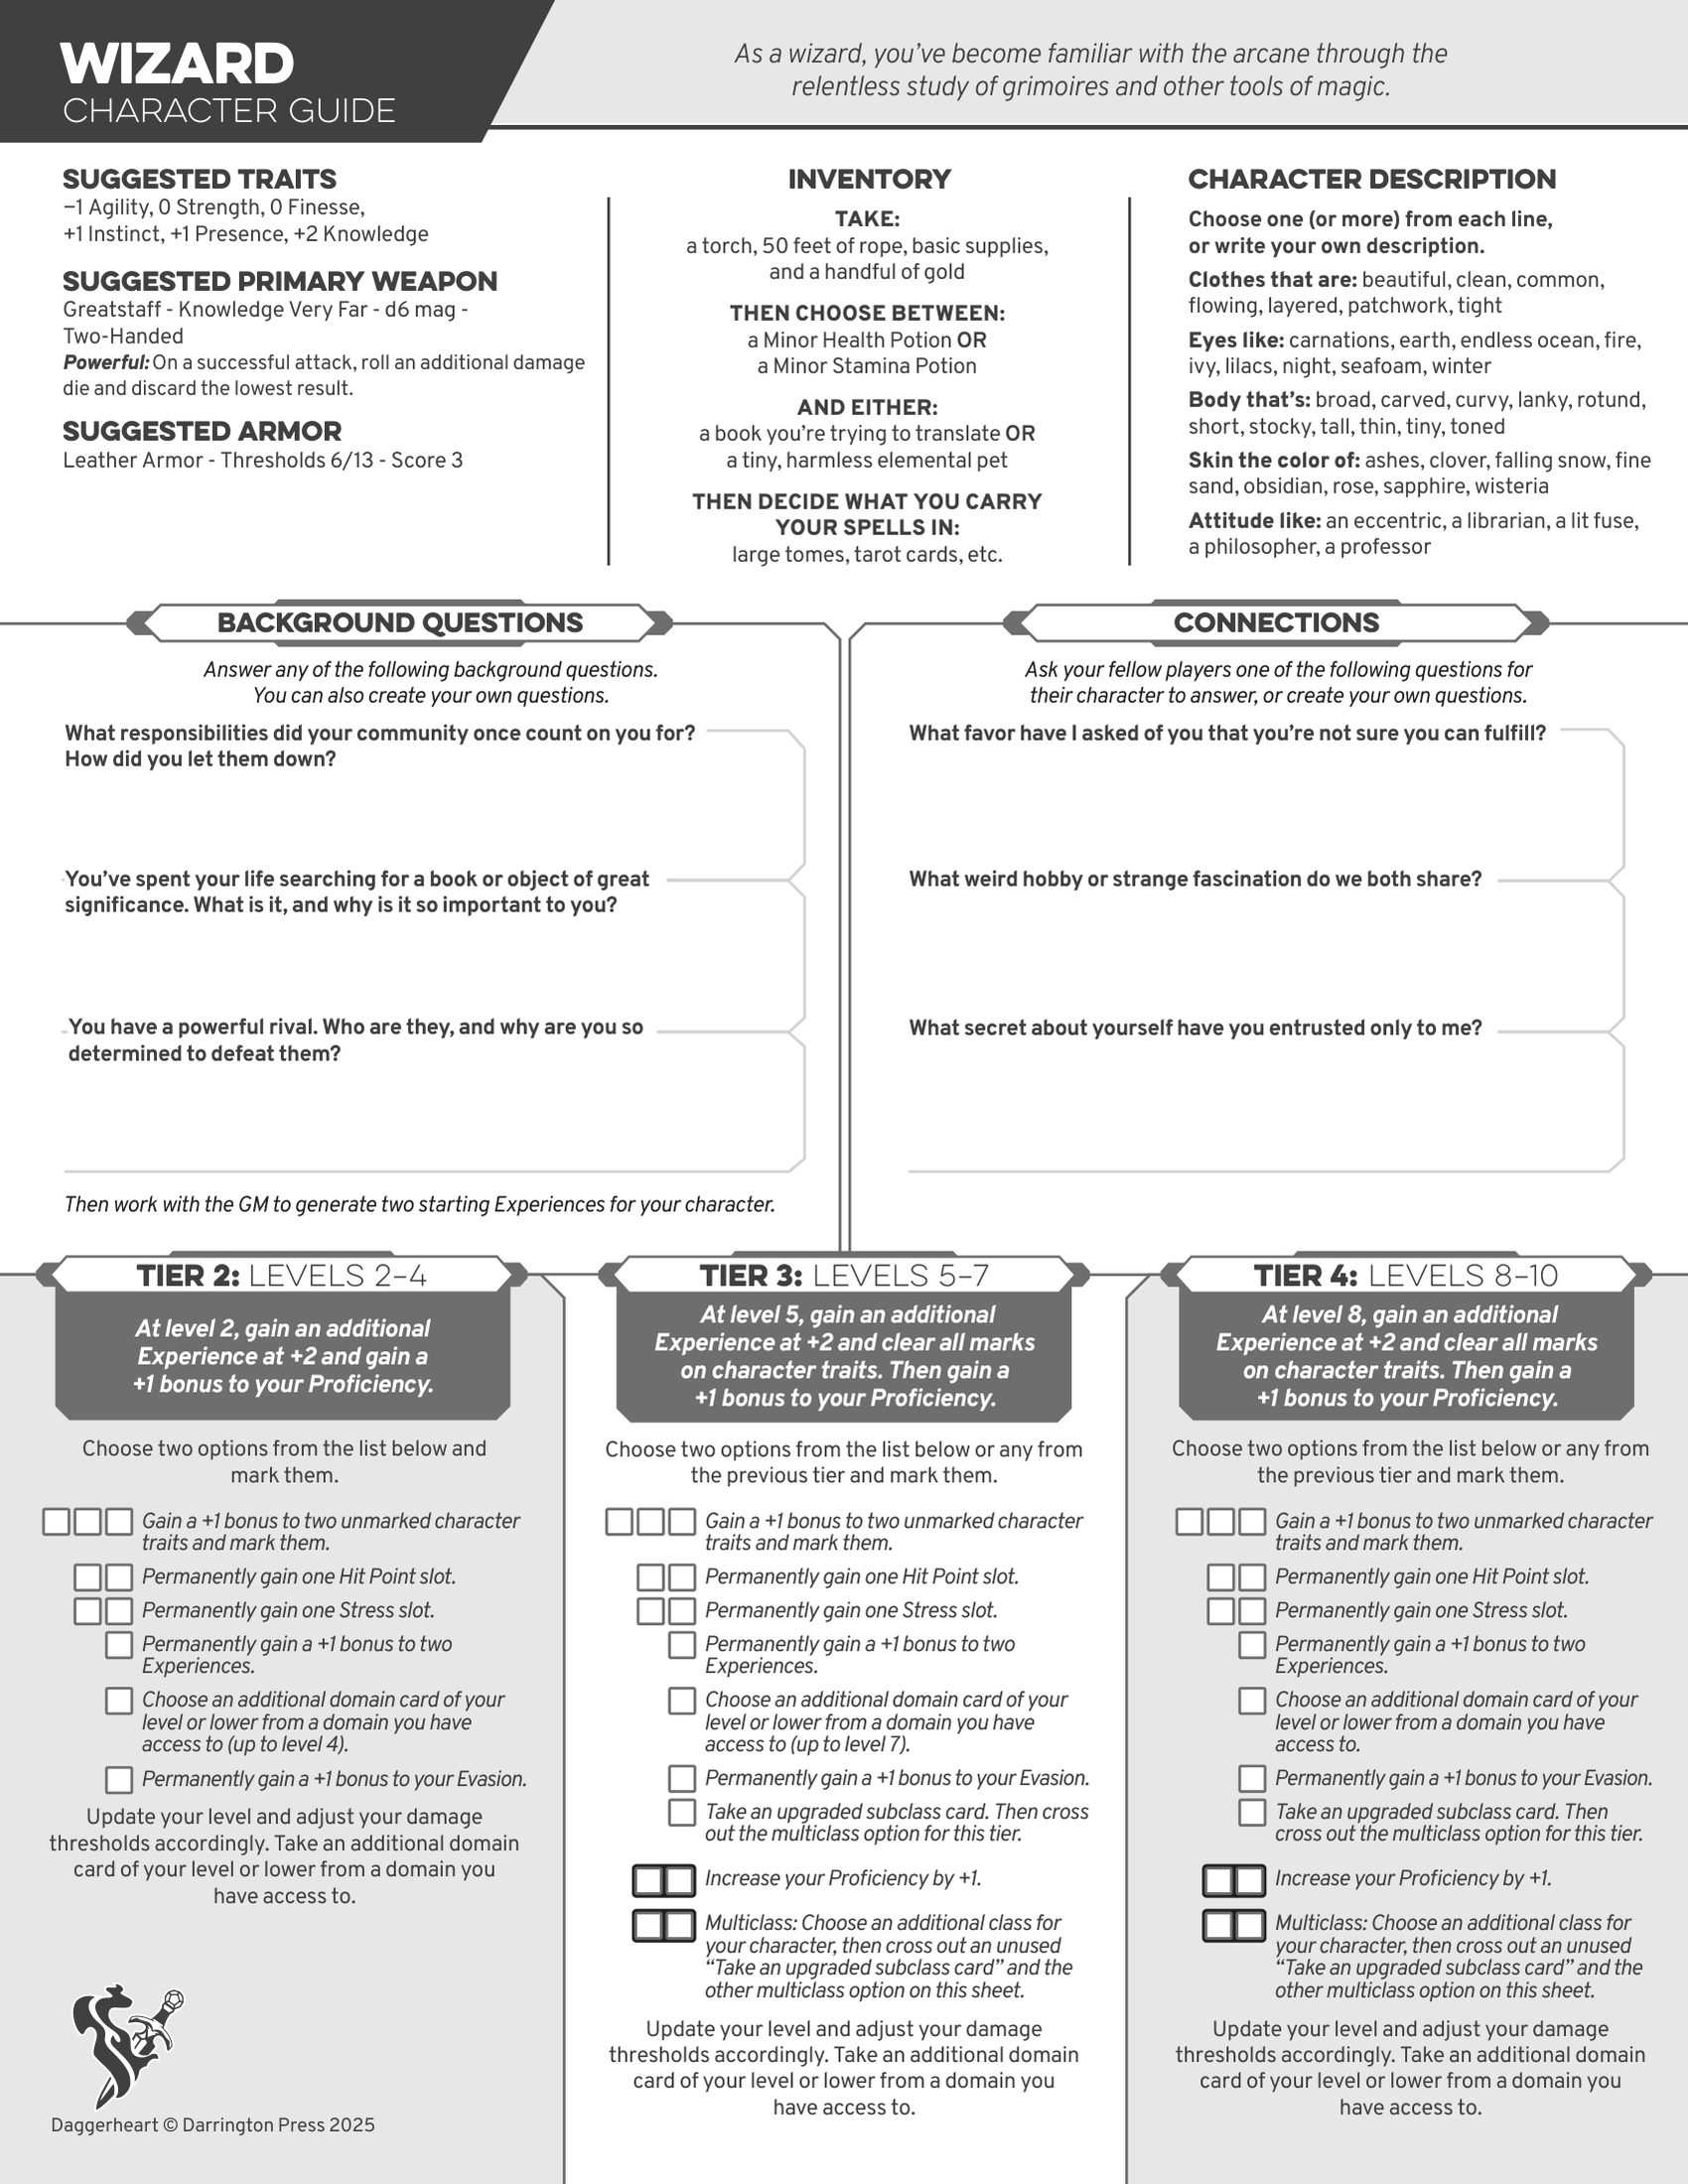 WIZARD
CHARACTER GUIDE
As a wizard, you've become familiar with the arcane through the
relentless study of grimoires and other tools of magic.
SUGGESTED TRAITS
−1 Agility, 0 Strength, 0 Finesse,
+1 Instinct, +1 Presence, +2 Knowledge
SUGGESTED PRIMARY WEAPON
Greatstaff - Knowledge Very Far - d6 mag -
Two-Handed
Powerful: On a successful attack, roll an additional damage
die and discard the lowest result.
SUGGESTED ARMOR
Leather Armor - Thresholds 6/13 - Score 3
INVENTORY
TAKE:
a torch, 50 feet of rope, basic supplies,
and a handful of gold
THEN CHOOSE BETWEEN:
a Minor Health Potion OR
a Minor Stamina Potion
AND EITHER:
a book you're trying to translate OR
a tiny, harmless elemental pet
THEN DECIDE WHAT YOU CARRY
YOUR SPELLS IN:
large tomes, tarot cards, etc.
CHARACTER DESCRIPTION
Choose one (or more) from each line,
or write your own description.
Clothes that are: beautiful, clean, common,
flowing, layered, patchwork, tight
Eyes like: carnations, earth, endless ocean, fire,
ivy, lilacs, night, seafoam, winter
Body that's: broad, carved, curvy, lanky, rotund,
short, stocky, tall, thin, tiny, toned
Skin the color of: ashes, clover, falling snow, fine
sand, obsidian, rose, sapphire, wisteria
Attitude like: an eccentric, a librarian, a lit fuse,
a philosopher, a professor
BACKGROUND QUESTIONS
Answer any of the following background questions.
You can also create your own questions.
What responsibilities did your community once count on you for?
How did you let them down?
You've spent your life searching for a book or object of great
significance. What is it, and why is it so important to you?
You have a powerful rival. Who are they, and why are you so
determined to defeat them?
Then work with the GM to generate two starting Experiences for your character.
CONNECTIONS
Ask your fellow players one of the following questions for
their character to answer, or create your own questions.
What favor have I asked of you that you're not sure you can fulfill?
What weird hobby or strange fascination do we both share?
What secret about yourself have you entrusted only to me?
TIER 2: LEVELS 2–4
At level 2, gain an additional
Experience at +2 and gain a
+1 bonus to your Proficiency.
Choose two options from the list below and
mark them.
Gain a +1 bonus to two unmarked character
traits and mark them.
Permanently gain one Hit Point slot.
Permanently gain one Stress slot.
Permanently gain a +1 bonus to two
Experiences.
Choose an additional domain card of your
level or lower from a domain you have
access to (up to level 4).
Permanently gain a +1 bonus to your Evasion.
Update your level and adjust your damage
thresholds accordingly. Take an additional domain
card of your level or lower from a domain you
have access to.
Daggerheart © Darrington Press 2025
TIER 3: LEVELS 5–7
At level 5, gain an additional
Experience at +2 and clear all marks
on character traits. Then gain a
+1 bonus to your Proficiency.
Choose two options from the list below or any from
the previous tier and mark them.
Gain a +1 bonus to two unmarked character
traits and mark them.
Permanently gain one Hit Point slot.
Permanently gain one Stress slot.
Permanently gain a +1 bonus to two
Experiences.
Choose an additional domain card of your
level or lower from a domain you have
access to (up to level 7).
Permanently gain a +1 bonus to your Evasion.
Take an upgraded subclass card. Then cross
out the multiclass option for this tier.
Increase your Proficiency by +1.
Multiclass: Choose an additional class for
your character, then cross out an unused
“Take an upgraded subclass card” and the
other multiclass option on this sheet.
Update your level and adjust your damage
thresholds accordingly. Take an additional domain
card of your level or lower from a domain you
have access to.
TIER 4: LEVELS 8–10
At level 8, gain an additional
Experience at +2 and clear all marks
on character traits. Then gain a
+1 bonus to your Proficiency.
Choose two options from the list below or any from
the previous tier and mark them.
Gain a +1 bonus to two unmarked character
traits and mark them.
Permanently gain one Hit Point slot.
Permanently gain one Stress slot.
Permanently gain a +1 bonus to two
Experiences.
Choose an additional domain card of your
level or lower from a domain you have
access to.
Permanently gain a +1 bonus to your Evasion.
Take an upgraded subclass card. Then
cross out the multiclass option for this tier.
Increase your Proficiency by +1.
Multiclass: Choose an additional class for
your character, then cross out an unused
“Take an upgraded subclass card” and the
other multiclass option on this sheet.
Update your level and adjust your damage
thresholds accordingly. Take an additional domain
card of your level or lower from a domain you
have access to.